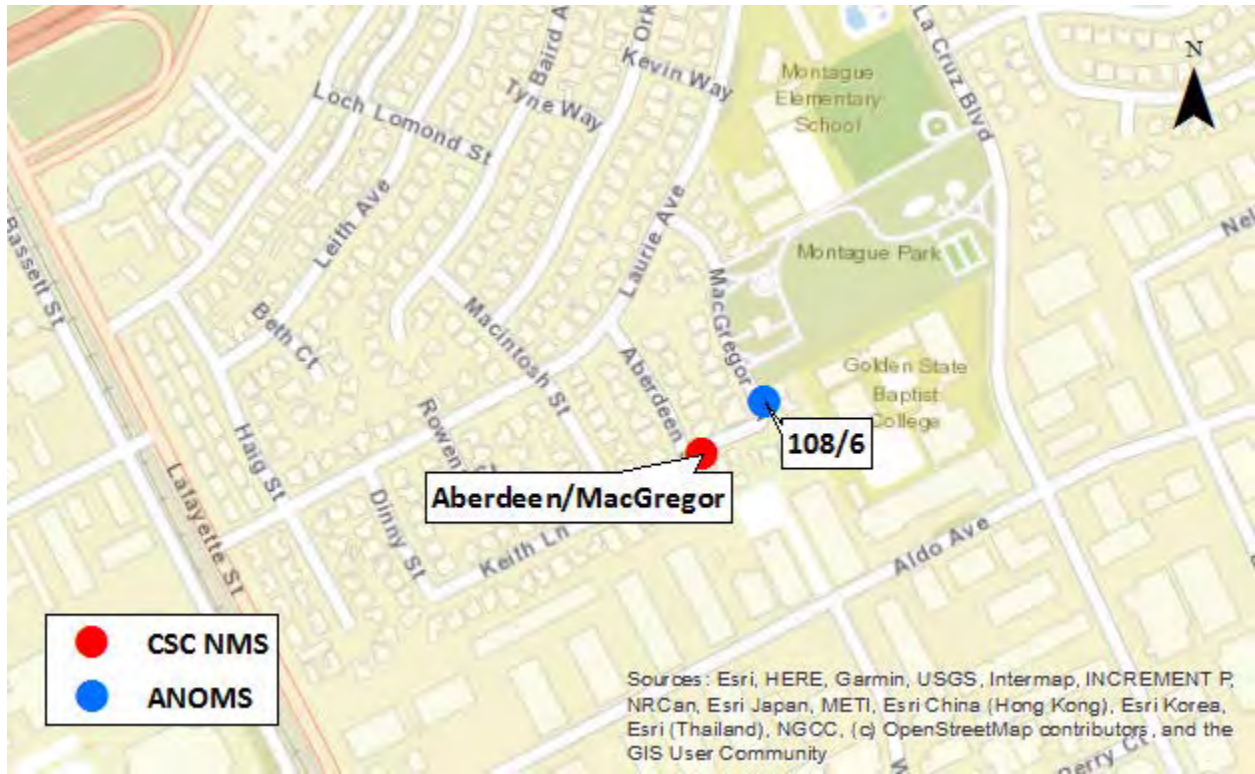 Baird A
K Ork
Kevin Way
La Cruz Blvd
N
Montague
Elementary
School
Tyne Way
Loch Lomond St
Leith Ave
Laurie Ave
Bassett St
Ne
Montague Park
MacGregor
Beth Ct
Macintosh St
Aberdeen
Golden State
Baptist
College
Rowen
108/6
Haig St
Aberdeen/MacGregor
Lafayette St
Dinny St
Keith Ln
Aldo Ave
CSC NMS
ANOMS
Sources: Esri, HERE, Garmin, USGS, Intermap, INCREMENT P,
NRCan, Esri Japan, METI, Esri China (Hong Kong), Esri Korea,
Esri (Thailand), NGCC, (c) OpenStreetMap contributors, and the
GIS User Community
W
Perry Ct